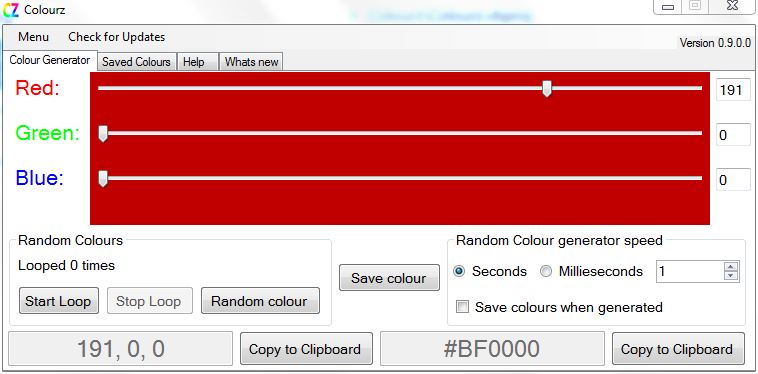 CZ Colourz
Menu Check for Updates
Version 0.9.0.0
Colour Generator Saved Colours Help Whats new
Red: 191
Green: 0
Blue: 0
Random Colours
Looped 0 times
Start Loop Stop Loop Random colour
Save colour
Random Colour generator speed
Seconds Millieseconds 1
Save colours when generated
191, 0, 0 Copy to Clipboard #BF0000 Copy to Clipboard